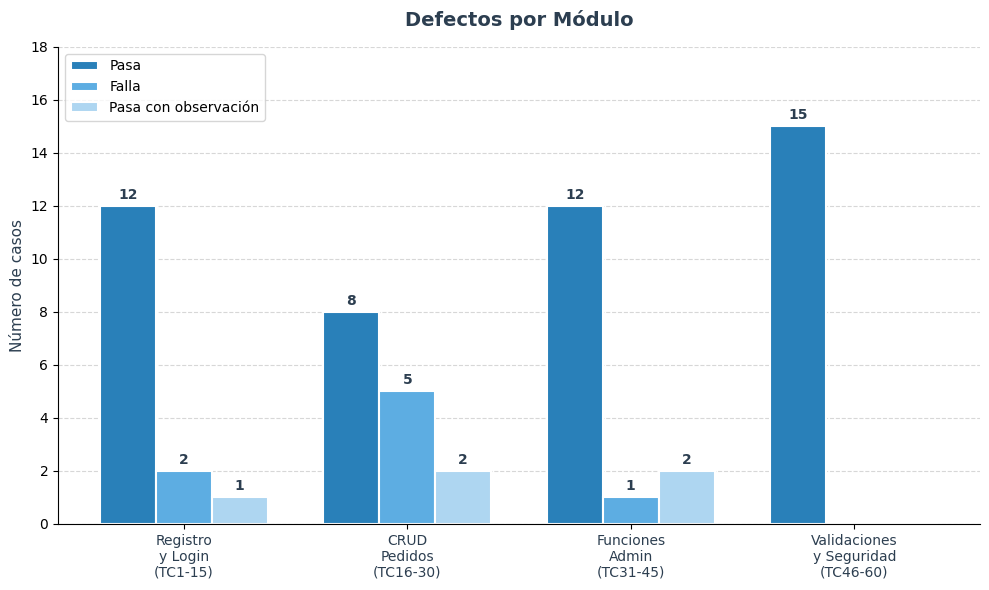 Defectos por Módulo
Pasa
Falla
Pasa con observación
Número de casos
18
16
14
12
10
8
6
4
2
0
12
2
1
8
5
2
12
1
2
15
Registro
y Login
(TC1-15)
CRUD
Pedidos
(TC16-30)
Funciones
Admin
(TC31-45)
Validaciones
y Seguridad
(TC46-60)